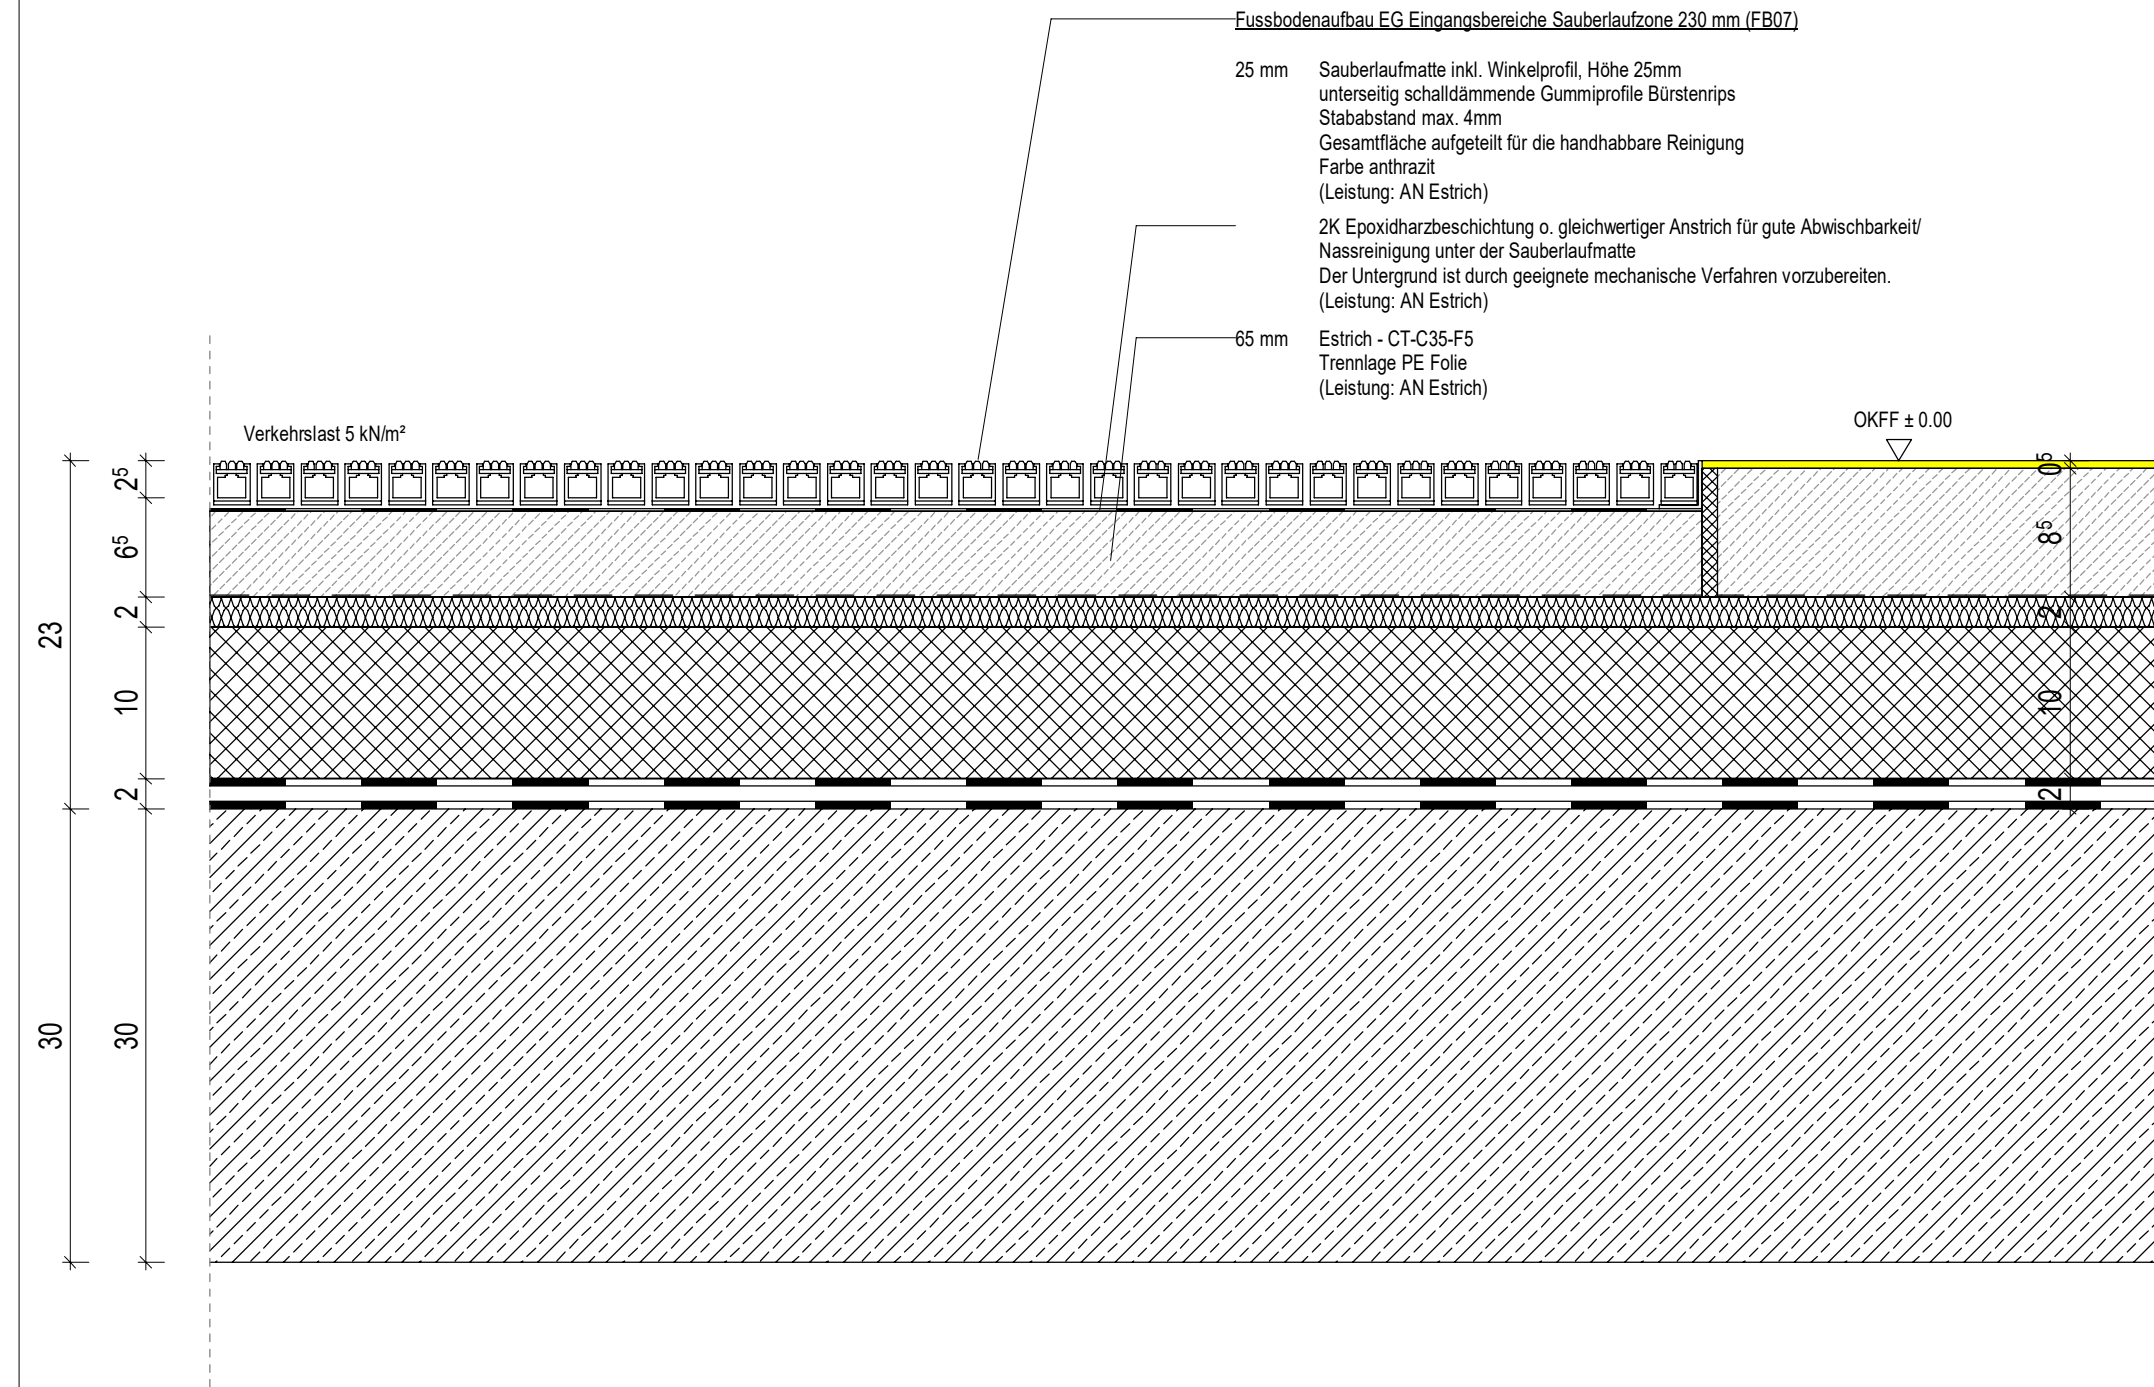 Fussbodenaufbau EG Eingangsbereiche Sauberlaufzone 230 mm (FB07)
25 mm Sauberlaufmatte inkl. Winkelprofil, Höhe 25mm
unterseitig schalldämmende Gummiprofile Bürstenrips
Stababstand max. 4mm
Gesamtfläche aufgeteilt für die handhabbare Reinigung
Farbe anthrazit
(Leistung: AN Estrich)
2K Epoxidharzbeschichtung o. gleichwertiger Anstrich für gute Abwischbarkeit/
Nassreinigung unter der Sauberlaufmatte
Der Untergrund ist durch geeignete mechanische Verfahren vorzubereiten.
(Leistung: AN Estrich)
65 mm Estrich - CT-C35-F5
Trennlage PE Folie
(Leistung: AN Estrich)
Verkehrslast 5 kN/m²
OKFF ± 0.00
23
30
2⁵
6⁵
2
10
2
30
0⁵
8⁵
2
10
2